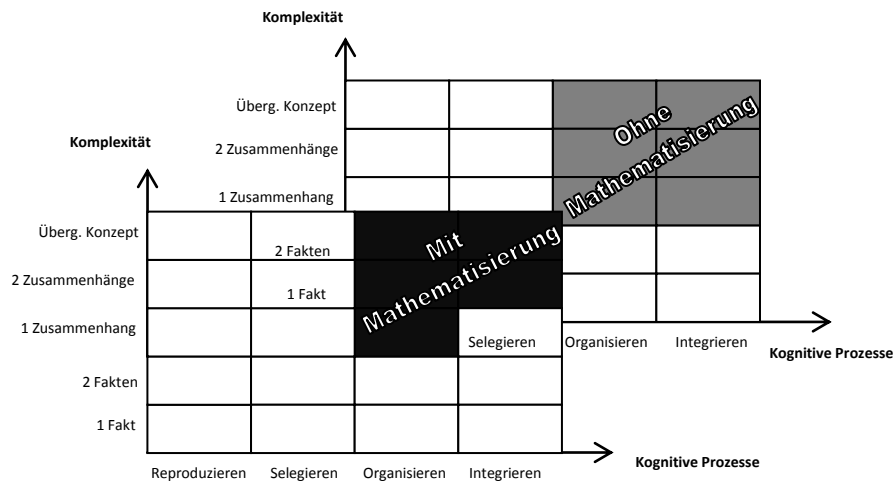 Komplexität
Überg. Konzept
2 Zusammenhänge
1 Zusammenhang
Ohne
Mathematisierung
Komplexität
Überg. Konzept
2 Zusammenhänge
1 Zusammenhang
2 Fakten
1 Fakt
2 Fakten
1 Fakt
Mit
Mathematisierung
Selegieren
Organisieren
Integrieren
Kognitive Prozesse
Reproduzieren
Selegieren
Organisieren
Integrieren
Kognitive Prozesse